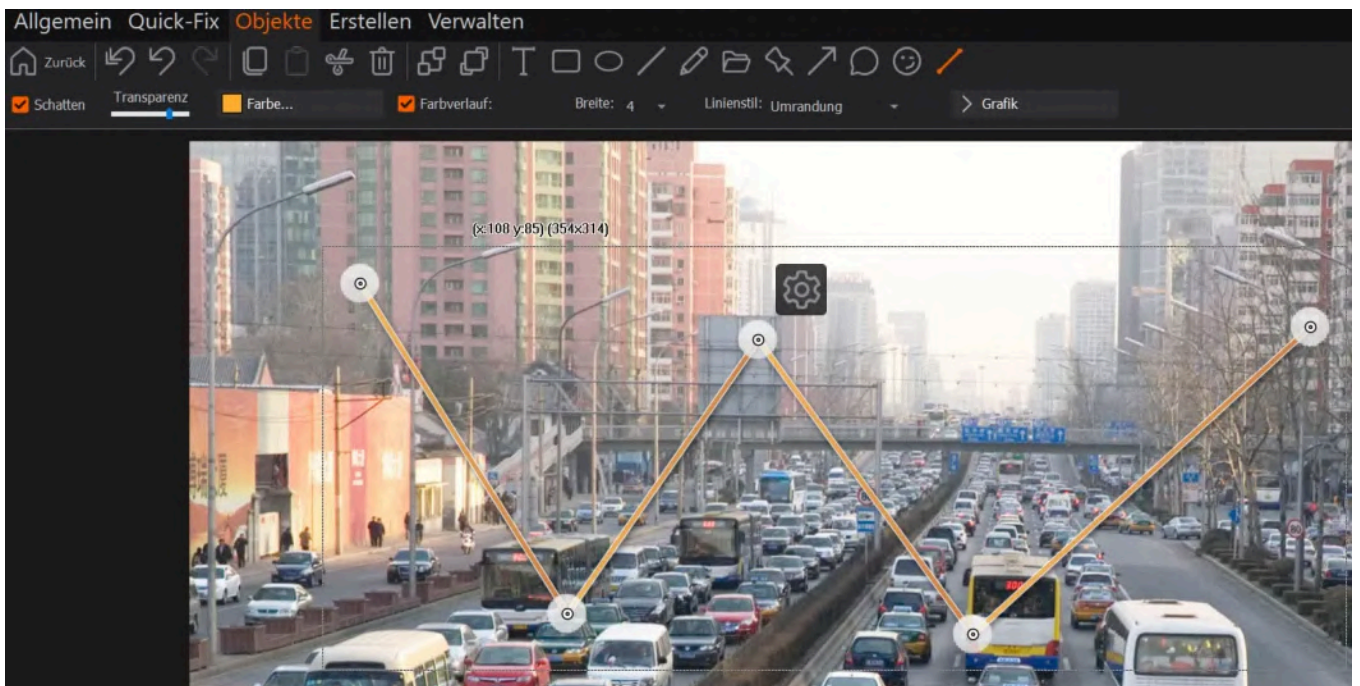 Allgemein Quick-Fix Objekte Erstellen Verwalten
Zurück
Schatten Transparenz Farbe... Farbverlauf: Breite: 4 Linienstil: Umrandung Grafik
(x:108 y:85) (354x314)